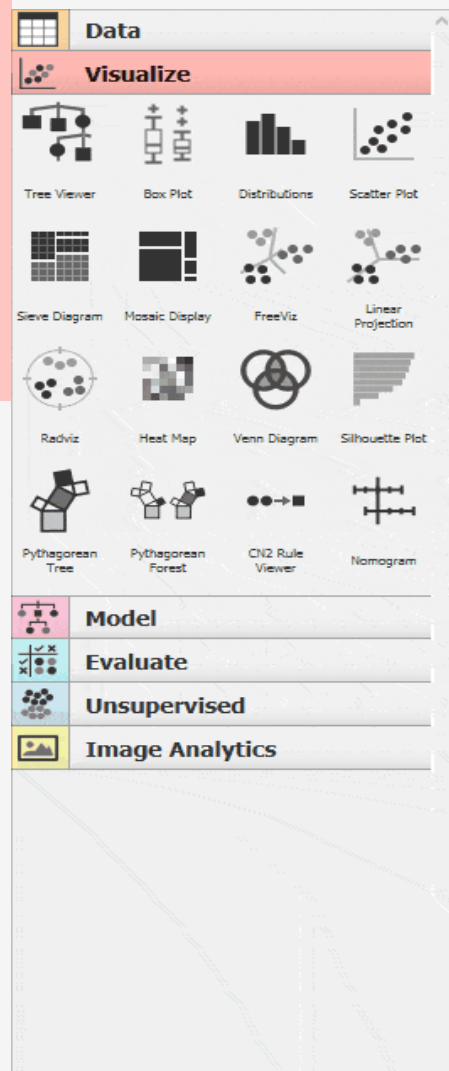 Data
Visualize
Tree Viewer
Box Plot
Distributions
Scatter Plot
Sieve Diagram
Mosaic Display
FreeViz
Linear
Projection
Radviz
Heat Map
Venn Diagram
Silhouette Plot
Pythagorean
Tree
Pythagorean
Forest
CN2 Rule
Viewer
Nomogram
Model
Evaluate
Unsupervised
Image Analytics